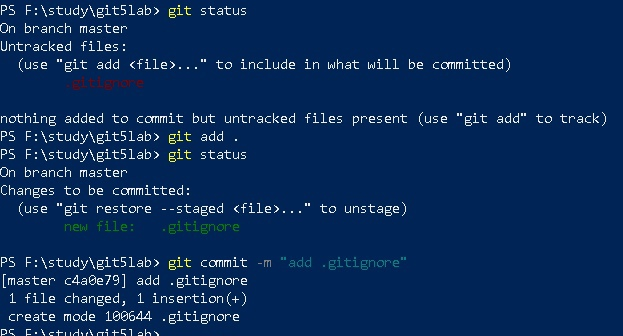 PS F:\study\git5lab> git status
On branch master
Untracked files:
  (use "git add <file>..." to include in what will be committed)
        .gitignore

nothing added to commit but untracked files present (use "git add" to track)
PS F:\study\git5lab> git add .
PS F:\study\git5lab> git status
On branch master
Changes to be committed:
  (use "git restore --staged <file>..." to unstage)
        new file:   .gitignore

PS F:\study\git5lab> git commit -m "add .gitignore"
[master c4a0e79] add .gitignore
 1 file changed, 1 insertion(+)
 create mode 100644 .gitignore
PS F:\study\git5lab>